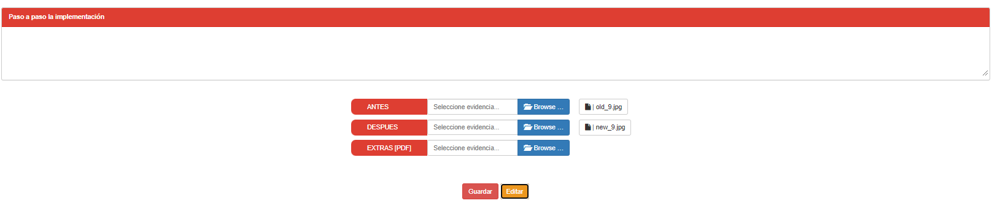 Paso a paso la implementación
ANTES Seleccione evidencia... Browse ... | old_9.jpg
DESPUES Seleccione evidencia... Browse ... | new_9.jpg
EXTRAS [PDF] Seleccione evidencia... Browse ...
Guardar Editar